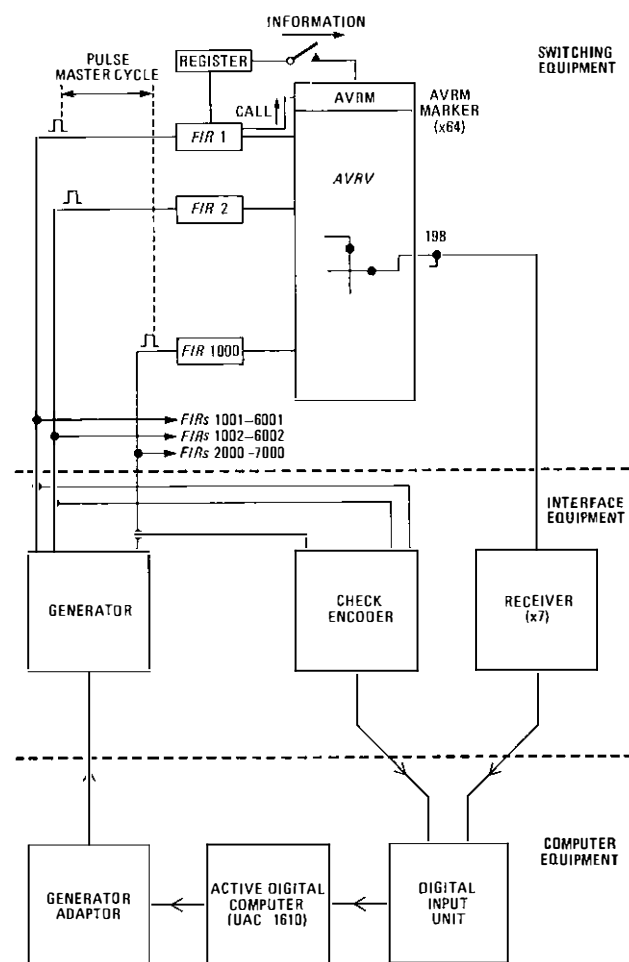 INFORMATION
PULSE
MASTER CYCLE
REGISTER
SWITCHING
EQUIPMENT
CALL
AVRM
AVRM
MARKER
(x64)
FIR 1
AVRV
FIR 2
198
FIR 1000
FIRs 1001-6001
FIRs 1002-6002
FIRs 2000-7000
INTERFACE
EQUIPMENT
GENERATOR
CHECK
ENCODER
RECEIVER
(x7)
COMPUTER
EQUIPMENT
GENERATOR
ADAPTOR
ACTIVE DIGITAL
COMPUTER
(UAC 1610)
DIGITAL
INPUT
UNIT